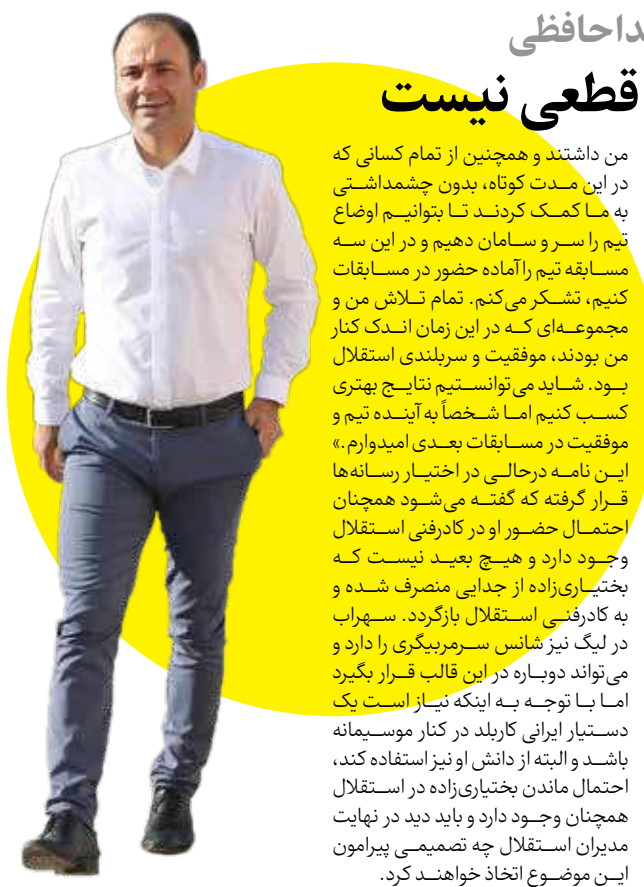 داحافظی
قطعی نیست
من داشتند و همچنین از تمام کسانی که
در این مدت کوتاه، بدون چشمداشتی
به ما کمک کردند تا بتوانیم اوضاع
تیم را سر و سامان دهیم و در این سه
مسابقه تیم را آماده حضور در مسابقات
کنیم، تشکر می‌کنم. تمام تلاش من و
مجموعه‌ای که در این زمان اندک کنار
من بودند، موفقیت و سربلندی استقلال
بود. شاید می‌توانستیم نتایج بهتری
کسب کنیم اما شخصاً به آینده تیم و
موفقیت در مسابقات بعدی امیدوارم.»
این نامه درحالی در اختیار رسانه‌ها
قرار گرفته که گفته می‌شود همچنان
احتمال حضور او در کادرفنی استقلال
وجود دارد و هیچ بعید نیست که
بختیاری‌زاده از جدایی منصرف شده و
به کادرفنی استقلال بازگردد. سهراب
در لیگ نیز شانس سرمربیگری را دارد و
می‌تواند دوباره در این قالب قرار بگیرد
اما با توجه به اینکه نیاز است یک
دستیار ایرانی کاربلد در کنار موسیمانه
باشد و البته از دانش او نیز استفاده کند،
احتمال ماندن بختیاری‌زاده در استقلال
همچنان وجود دارد و باید دید در نهایت
مدیران استقلال چه تصمیمی پیرامون
این موضوع اتخاذ خواهند کرد.